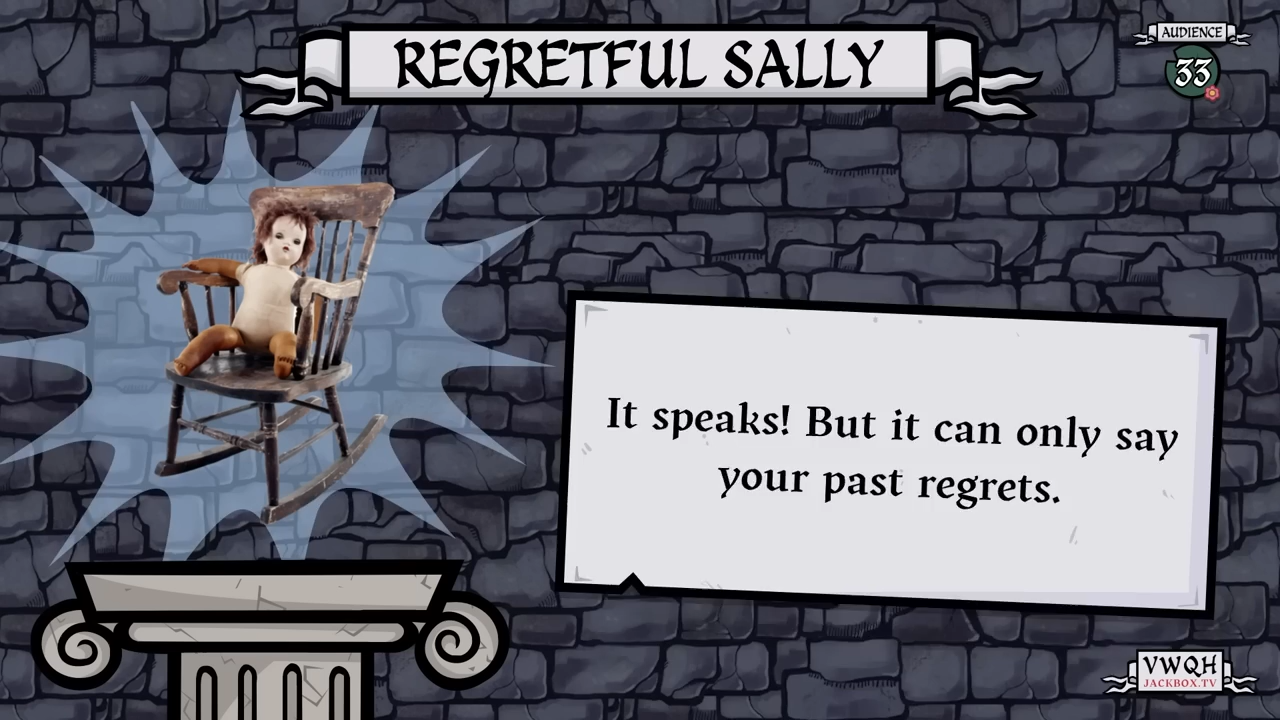 REGRETFUL SALLY
AUDIENCE
33
It speaks! But it can only say
your past regrets.
VWQH
JACKBOX.TV